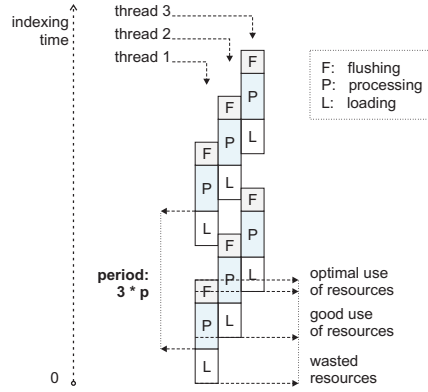 indexing
time
thread 3
thread 2
thread 1
F: flushing
P: processing
L: loading
F
P
L
F
P
L
F
P
L
F
P
L
F
P
L
F
P
L
period:
3 * p
optimal use
of resources
good use
of resources
wasted
resources
0